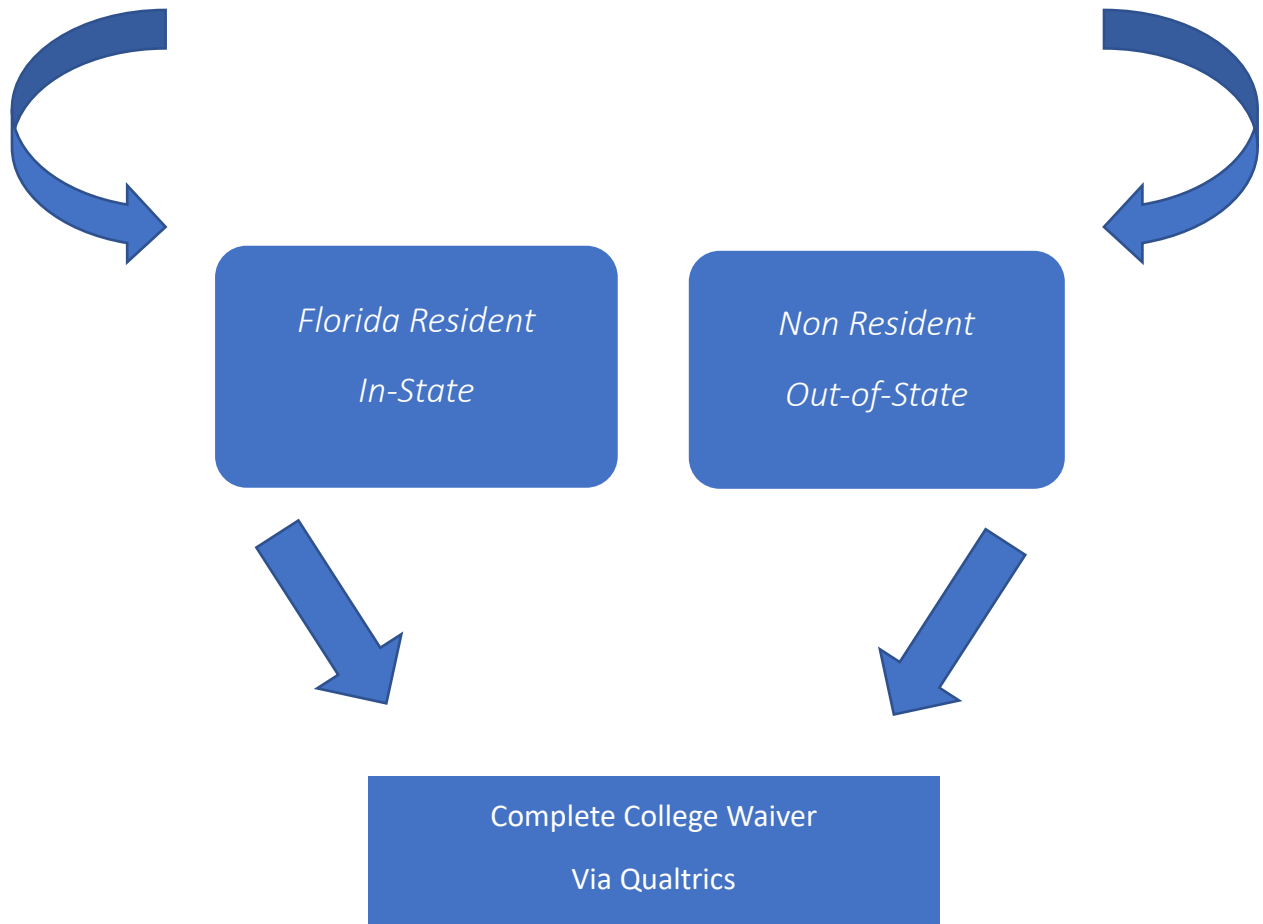 Florida Resident
In-State
Non Resident
Out-of-State
Complete College Waiver
Via Qualtrics